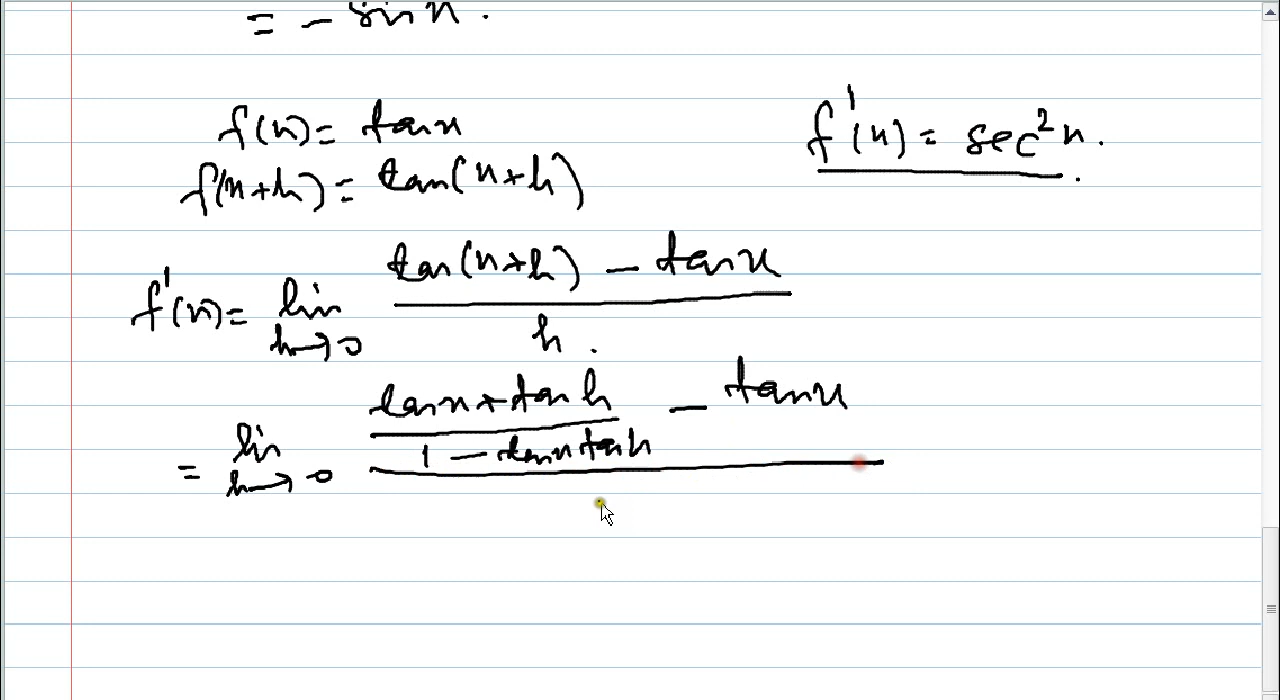 = - sin x.
f(x) = tan x
f'(x) = sec²x.
f(x+h) = tan(x+h)
f'(x) = lim h→0 (tan(x+h) - tan x) / h.
= lim h→0 ((tan x + tan h) / (1 - tan x tan h) - tan x) /